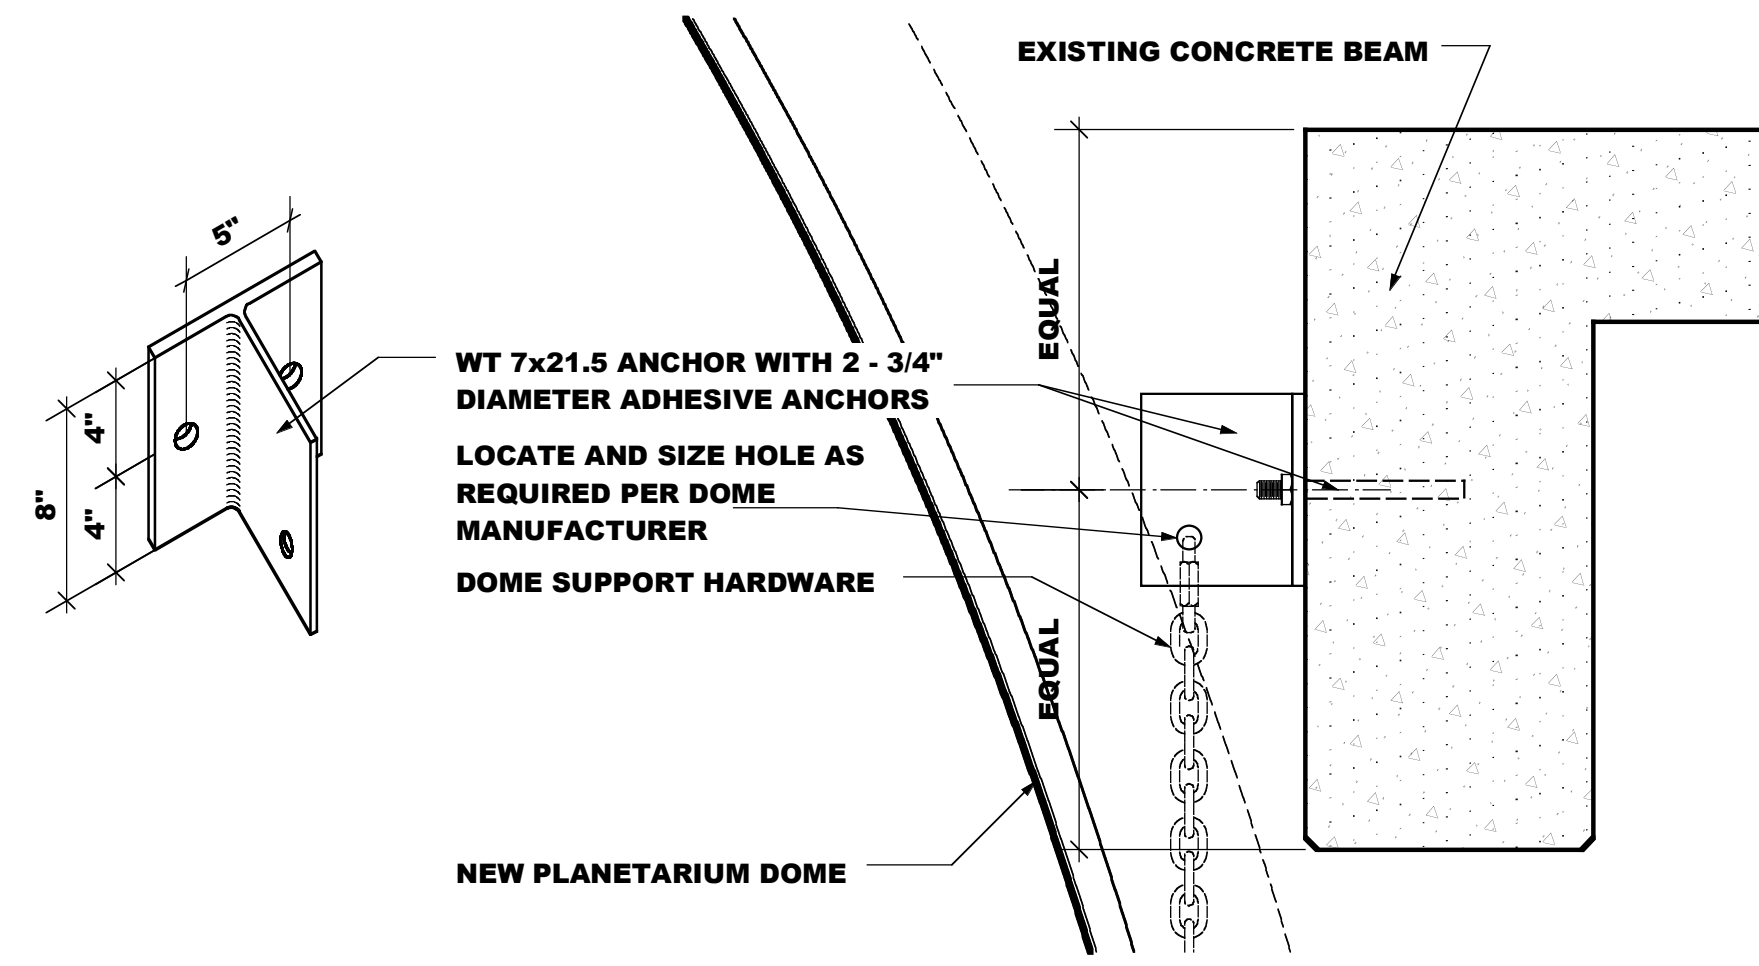 EXISTING CONCRETE BEAM
5"
EQUAL
WT 7x21.5 ANCHOR WITH 2 - 3/4"
DIAMETER ADHESIVE ANCHORS
4"
8"
4"
LOCATE AND SIZE HOLE AS
REQUIRED PER DOME
MANUFACTURER
DOME SUPPORT HARDWARE
EQUAL
NEW PLANETARIUM DOME